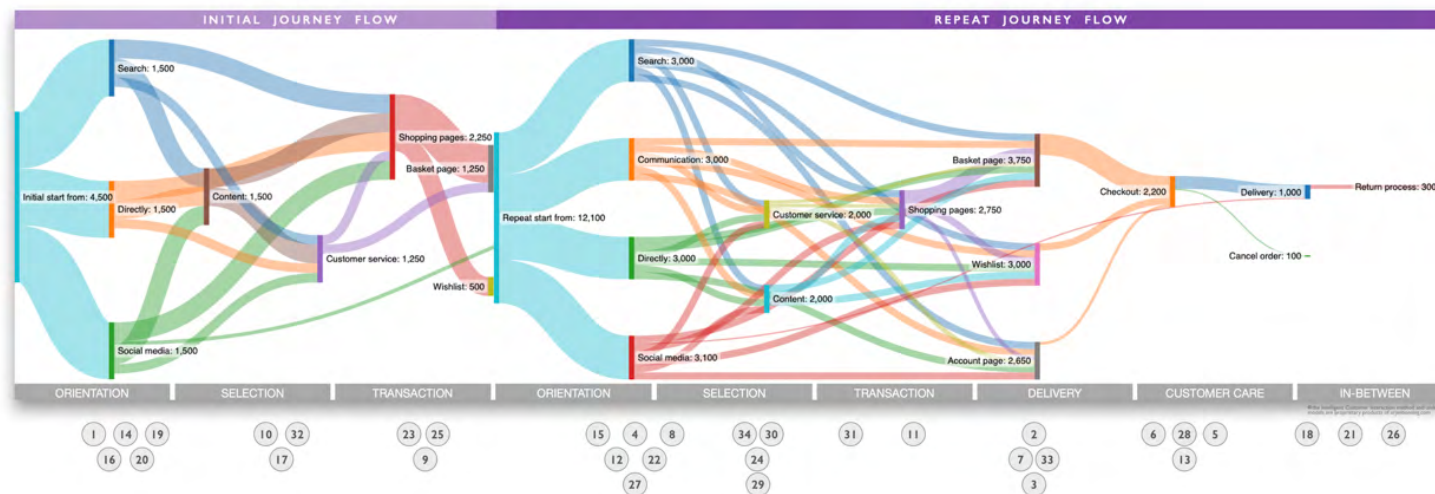 INITIAL JOURNEY FLOW
REPEAT JOURNEY FLOW
Search: 1,500
Initial start from: 4,500
Directly: 1,500
Social media: 1,500
Content: 1,500
Customer service: 1,250
Shopping pages: 2,250
Basket page: 1,250
Wishlist: 500
Repeat start from: 12,100
Search: 3,000
Communication: 3,000
Directly: 3,000
Social media: 3,100
Customer service: 2,000
Content: 2,000
Shopping pages: 2,750
Basket page: 3,750
Wishlist: 3,000
Account page: 2,650
Checkout: 2,200
Delivery: 1,000
Return process: 300
Cancel order: 100
ORIENTATION SELECTION TRANSACTION ORIENTATION SELECTION TRANSACTION DELIVERY CUSTOMER CARE IN-BETWEEN
1 14 19 10 32 23 25 15 4 8 34 30 31 11 2 6 28 5 18 21 26
16 20 17 9 12 22 24 7 33 13
27 29 3